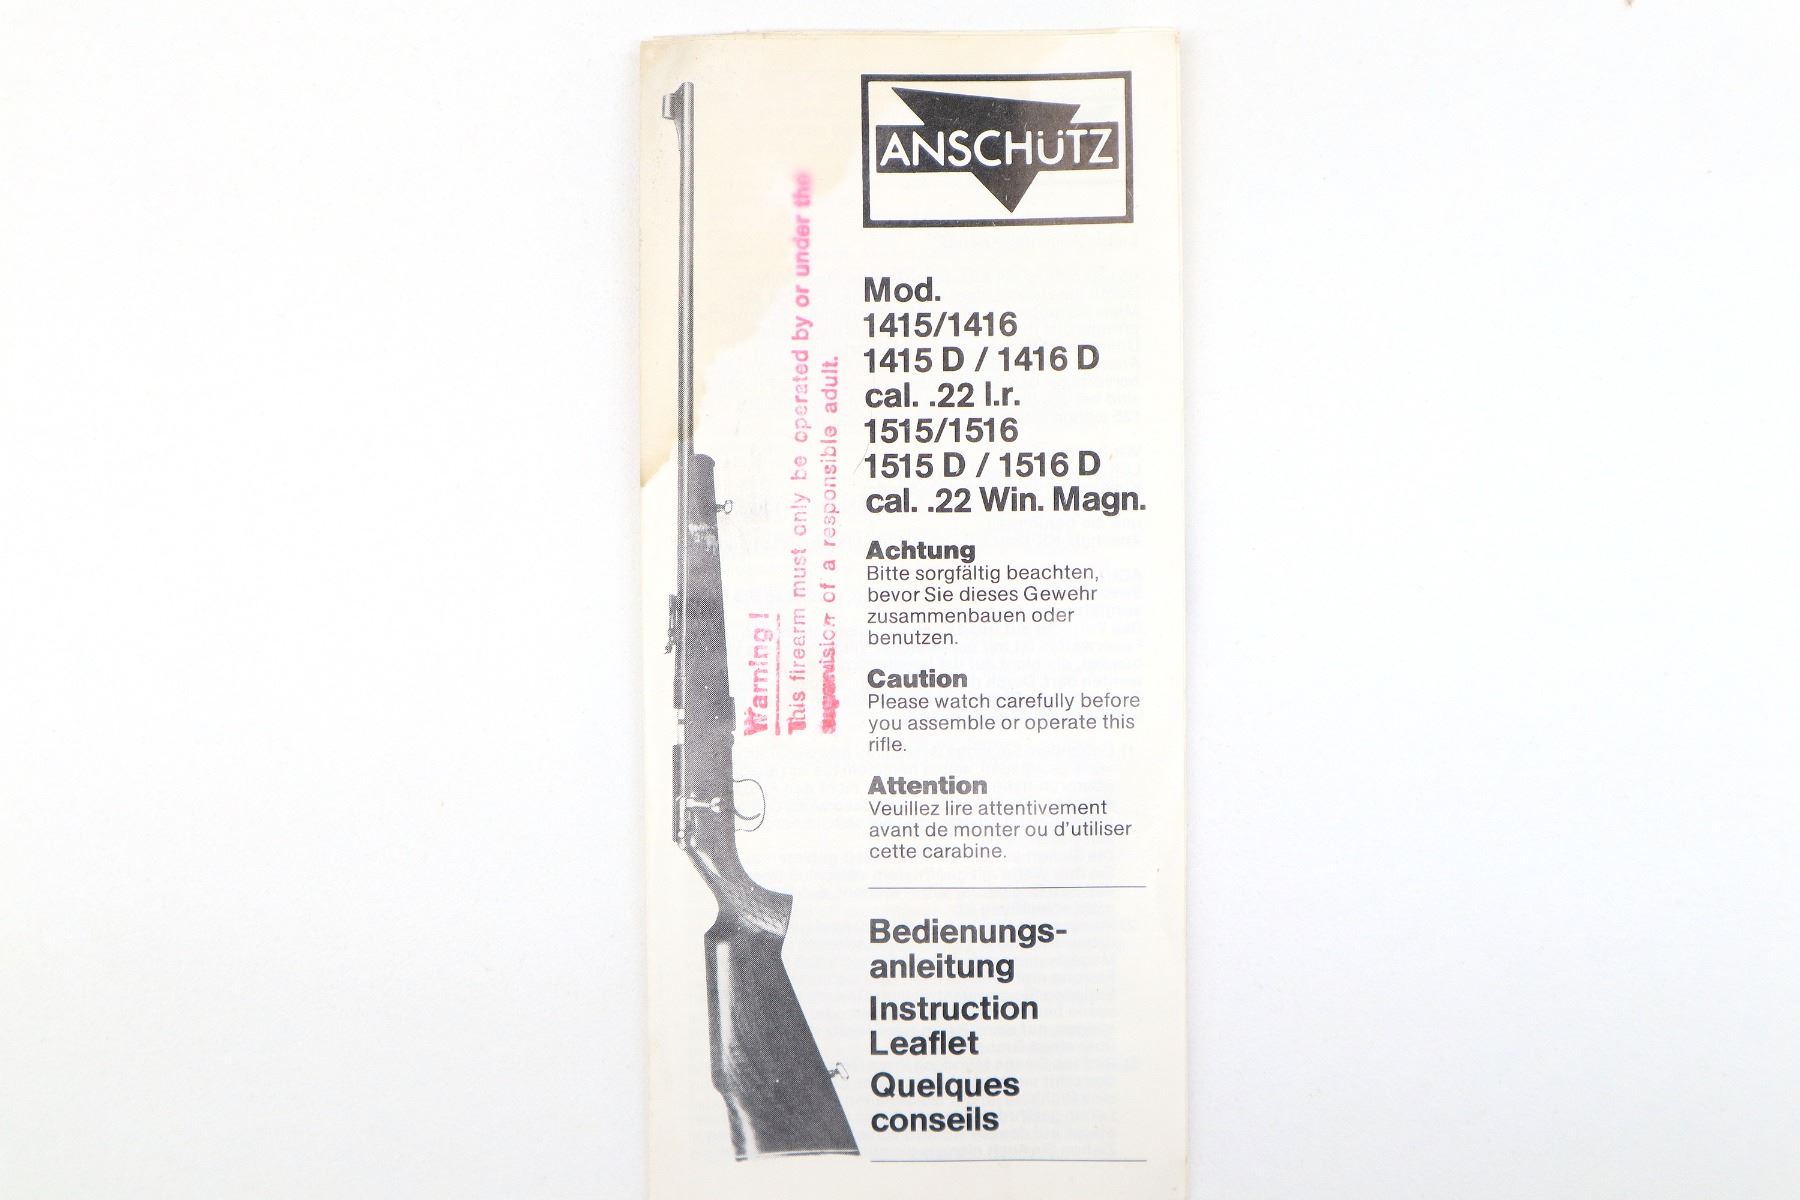 ANSCHÜTZ
Mod.
1415/1416
1415 D / 1416 D
cal. .22 l.r.
1515/1516
1515 D / 1516 D
cal. .22 Win. Magn.
Achtung
Bitte sorgfältig beachten,
bevor Sie dieses Gewehr
zusammenbauen oder
benutzen.
Caution
Please watch carefully before
you assemble or operate this
rifle.
Attention
Veuillez lire attentivement
avant de monter ou d'utiliser
cette carabine.
Bedienungs-
anleitung
Instruction
Leaflet
Quelques
conseils
Warning!
This firearm must only be operated by or under the
supervision of a responsible adult.